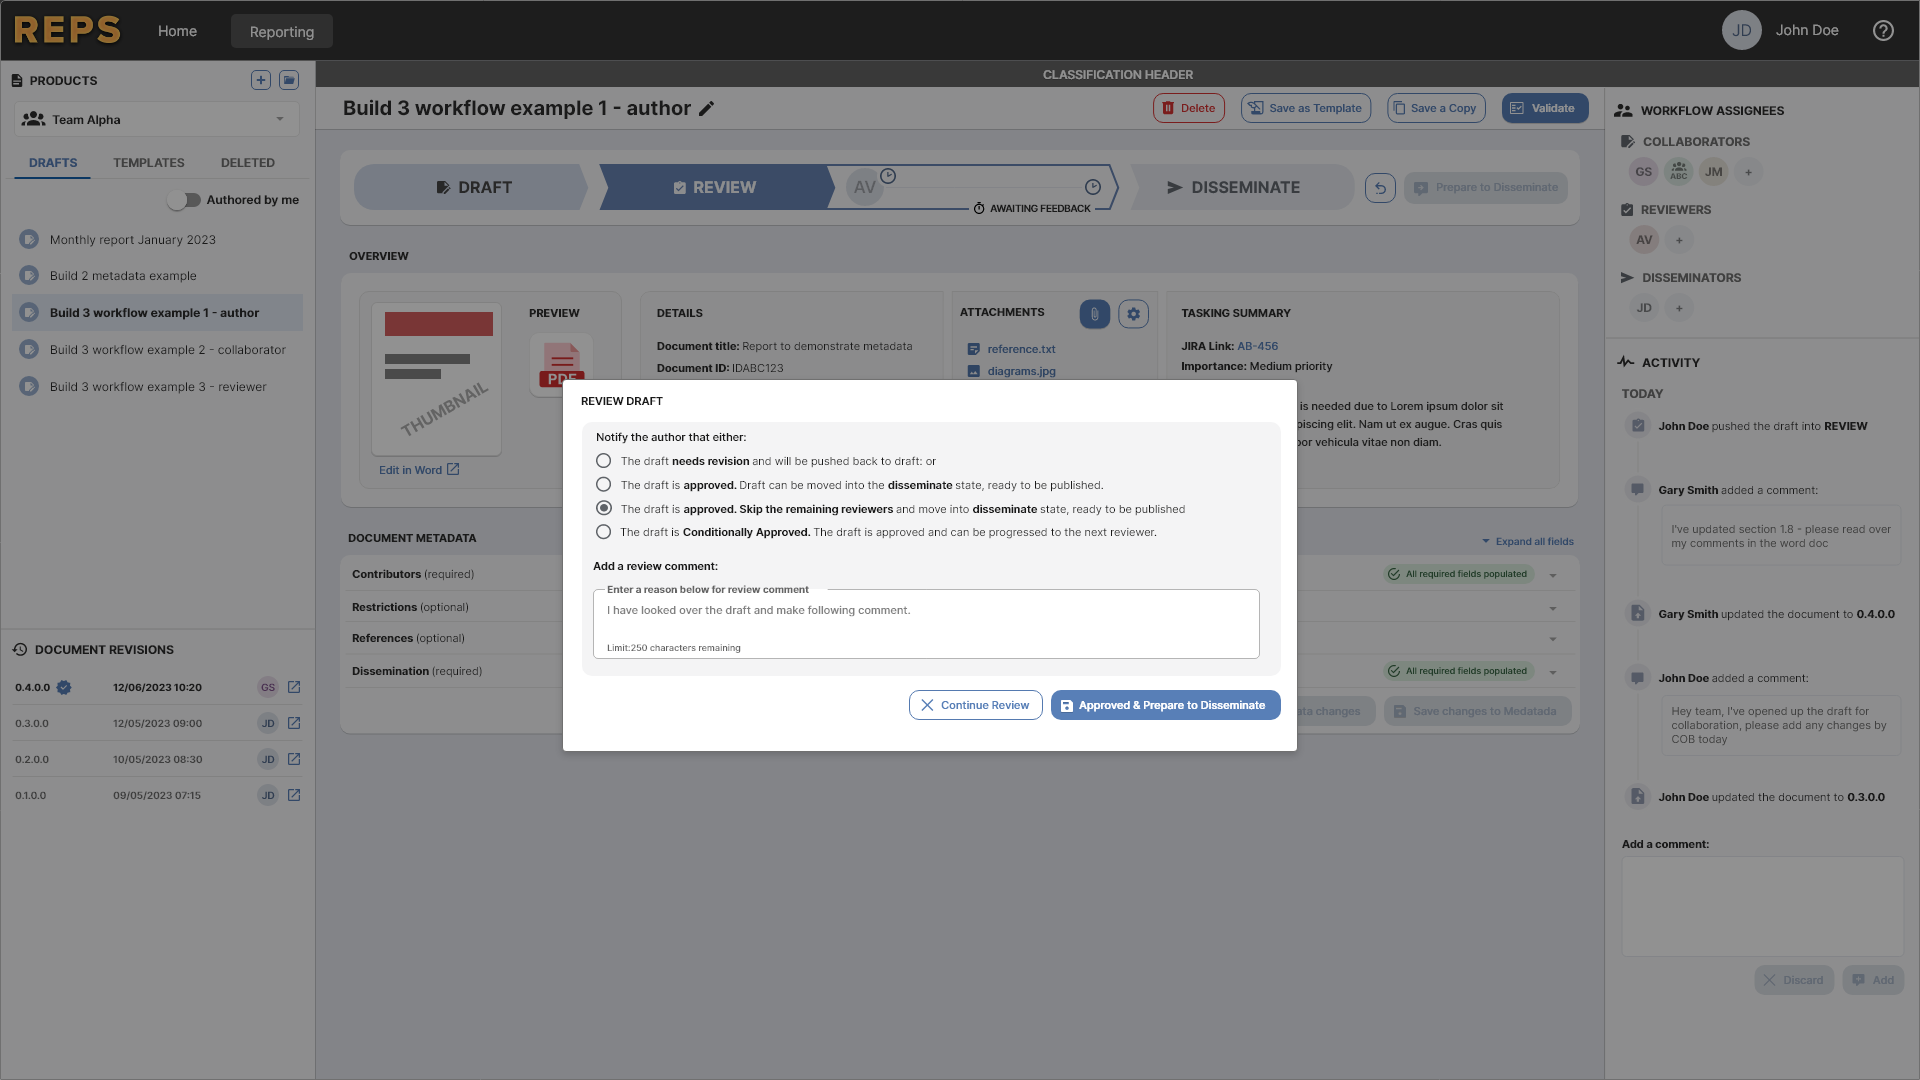 REPS
Home
Reporting
JD
John Doe
PRODUCTS
Team Alpha
DRAFTS
TEMPLATES
DELETED
Authored by me
Monthly report January 2023
Build 2 metadata example
Build 3 workflow example 1 - author
Build 3 workflow example 2 - collaborator
Build 3 workflow example 3 - reviewer
DOCUMENT REVISIONS
0.4.0.0 12/06/2023 10:20 GS
0.3.0.0 12/05/2023 09:00 JD
0.2.0.0 10/05/2023 08:30 JD
0.1.0.0 09/05/2023 07:15 JD
CLASSIFICATION HEADER
Build 3 workflow example 1 - author
Delete
Save as Template
Save a Copy
Validate
DRAFT
REVIEW
AV
AWAITING FEEDBACK
DISSEMINATE
Prepare to Disseminate
OVERVIEW
THUMBNAIL
Edit in Word
PREVIEW
PDF
DETAILS
Document title: Report to demonstrate metadata
Document ID: IDABC123
ATTACHMENTS
reference.txt
diagrams.jpg
TASKING SUMMARY
JIRA Link: AB-456
Importance: Medium priority
is needed due to Lorem ipsum dolor sit
piscing elit. Nam ut ex augue. Cras quis
por vehicula vitae non diam.
REVIEW DRAFT
Notify the author that either:
The draft needs revision and will be pushed back to draft: or
The draft is approved. Draft can be moved into the disseminate state, ready to be published.
The draft is approved. Skip the remaining reviewers and move into disseminate state, ready to be published
The draft is Conditionally Approved. The draft is approved and can be progressed to the next reviewer.
Add a review comment:
Enter a reason below for review comment
I have looked over the draft and make following comment.
Limit:250 characters remaining
Continue Review
Approved & Prepare to Disseminate
DOCUMENT METADATA
Expand all fields
Contributors (required)
All required fields populated
Restrictions (optional)
References (optional)
Dissemination (required)
All required fields populated
ata changes
Save changes to Medatada
WORKFLOW ASSIGNEES
COLLABORATORS
GS
ABC
JM
+
REVIEWERS
AV
+
DISSEMINATORS
JD
+
ACTIVITY
TODAY
John Doe pushed the draft into REVIEW
Gary Smith added a comment:
I've updated section 1.8 - please read over
my comments in the word doc
Gary Smith updated the document to 0.4.0.0
John Doe added a comment:
Hey team, I've opened up the draft for
collaboration, please add any changes by
COB today
John Doe updated the document to 0.3.0.0
Add a comment:
Discard
Add